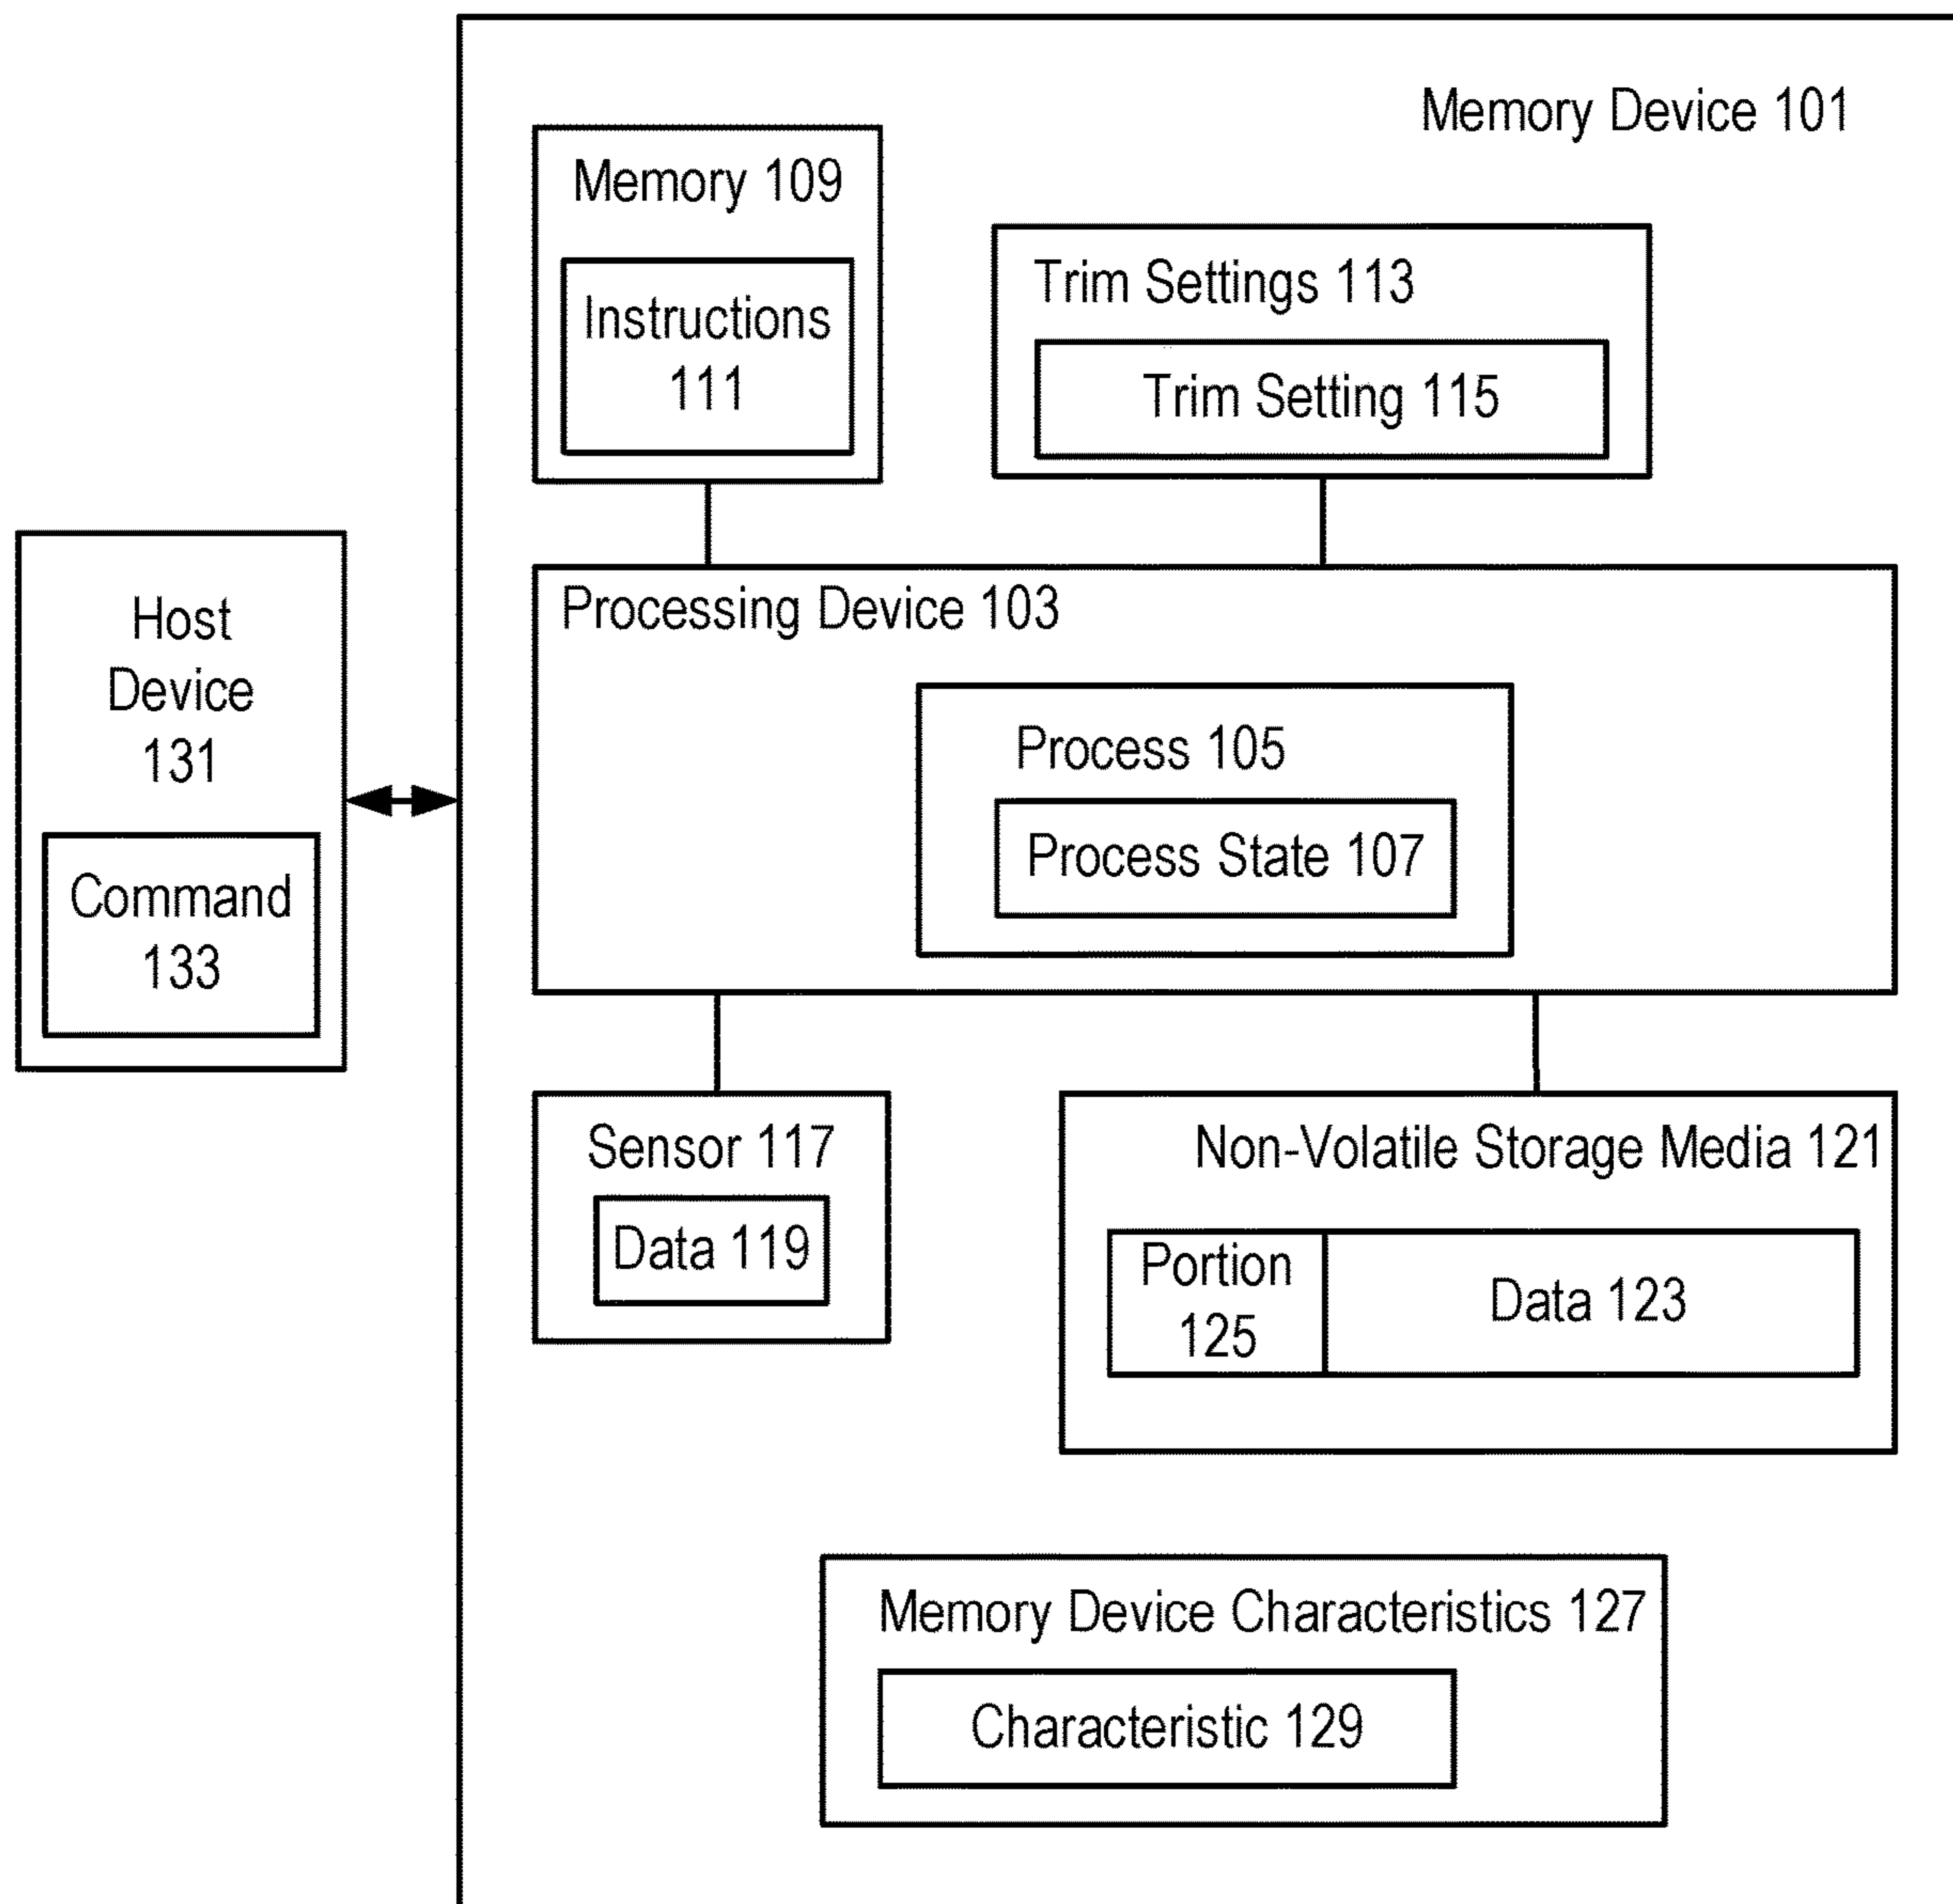 Memory Device 101
Memory 109
Instructions
111
Trim Settings 113
Trim Setting 115
Host
Device
131
Command
133
Processing Device 103
Process 105
Process State 107
Sensor 117
Data 119
Non-Volatile Storage Media 121
Portion
125
Data 123
Memory Device Characteristics 127
Characteristic 129